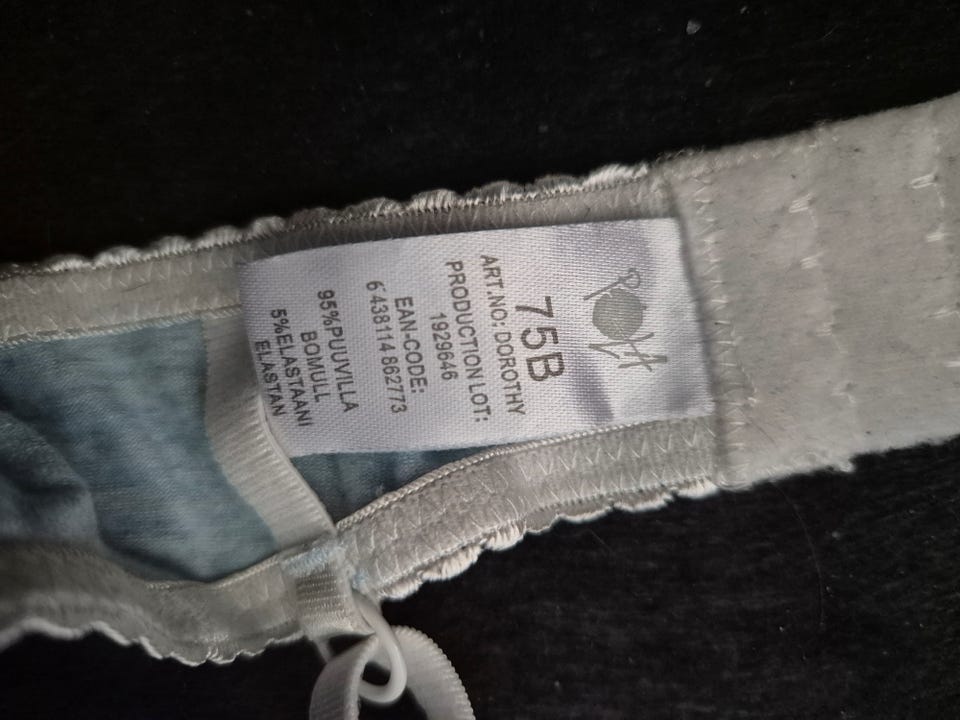 75B
ART.NO: DOROTHY
PRODUCTION LOT:
1929646
EAN-CODE:
6 438114 862773
95%PUUVILLA
BOMULL
5%ELASTAANI
ELASTAN